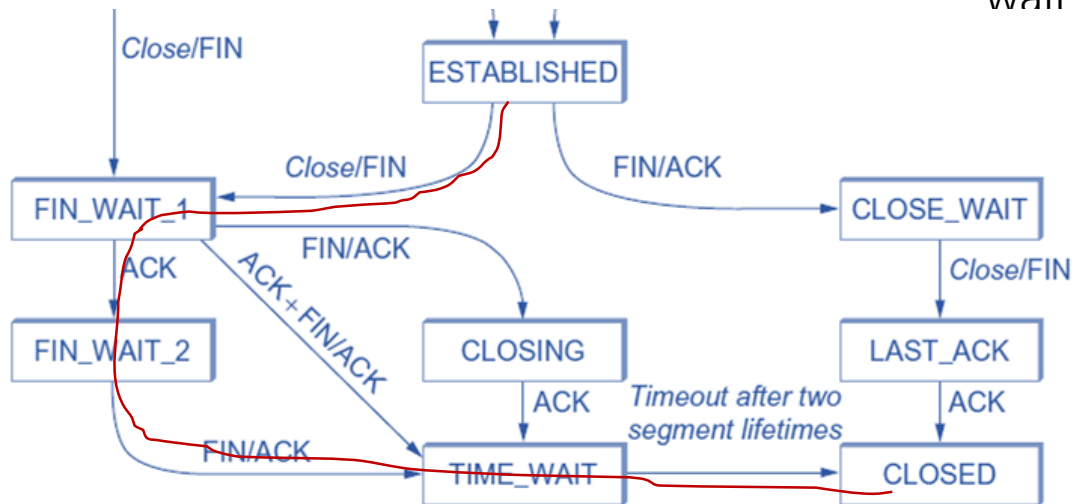 Close/FIN
ESTABLISHED
Close/FIN
FIN/ACK
FIN_WAIT_1
CLOSE_WAIT
FIN/ACK
ACK
ACK+FIN/ACK
Close/FIN
FIN_WAIT_2
CLOSING
LAST_ACK
ACK
Timeout after two
segment lifetimes
ACK
FIN/ACK
TIME_WAIT
CLOSED